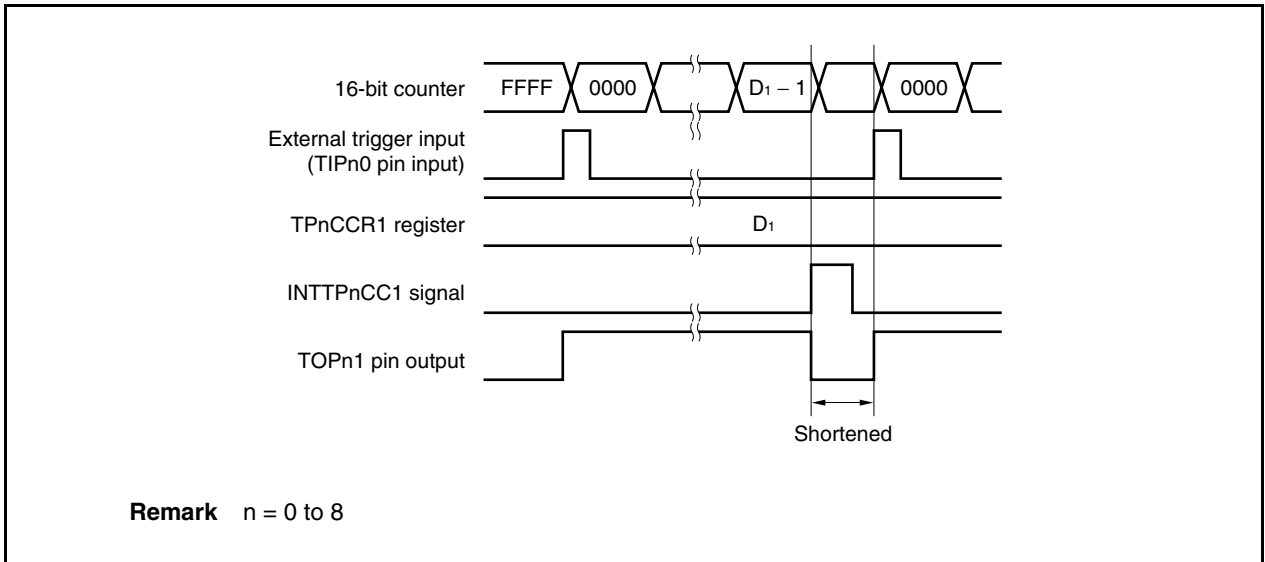 16-bit counter
FFFF 0000 D1 − 1 0000
External trigger input
(TIPn0 pin input)
TPnCCR1 register
D1
INTTPnCC1 signal
TOPn1 pin output
Shortened
Remark n = 0 to 8